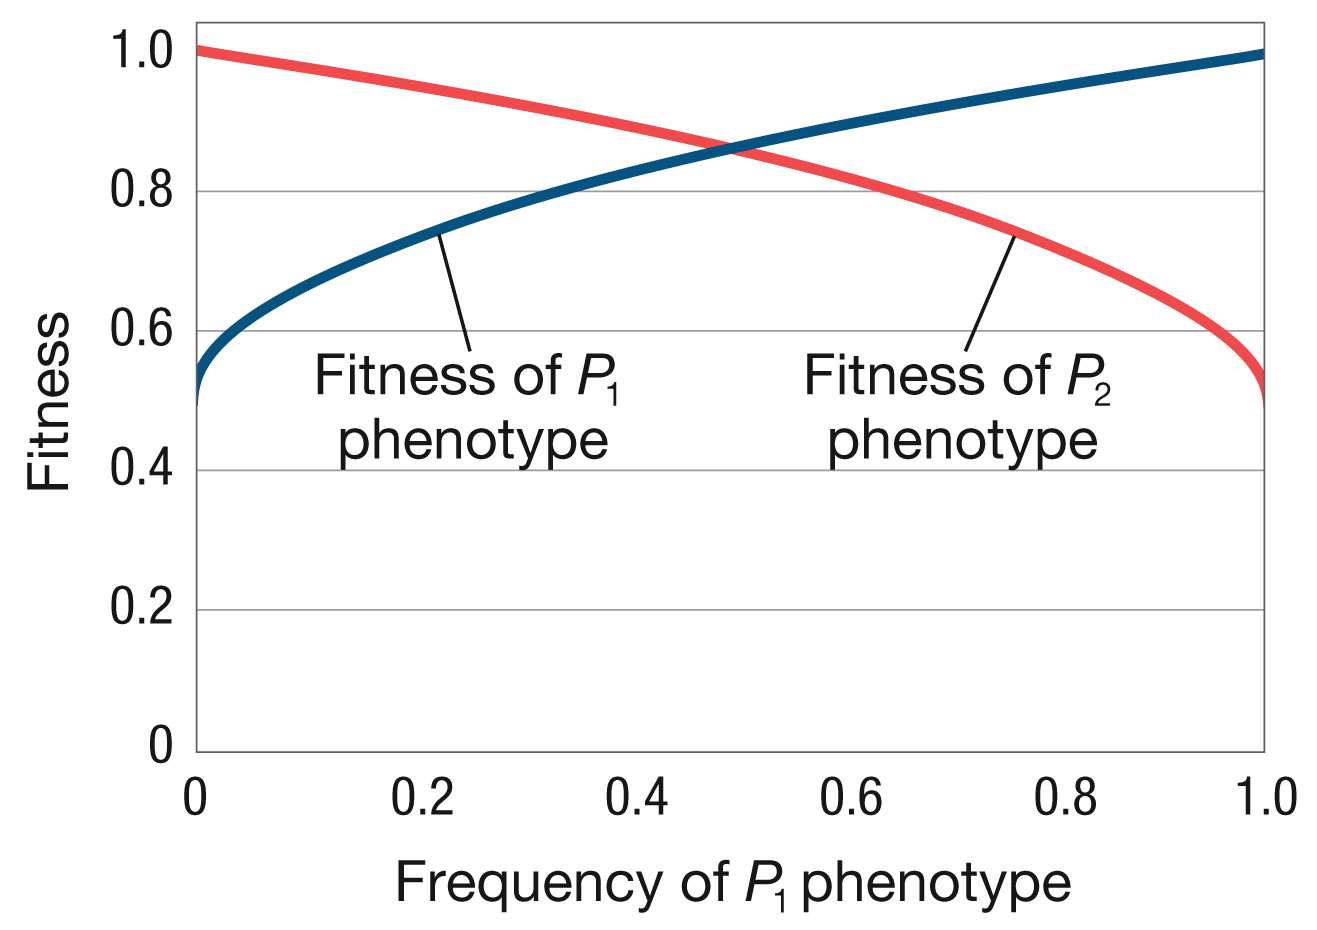 1.0
0.8
0.6
0.4
0.2
0
Fitness
Fitness of P1
phenotype
Fitness of P2
phenotype
0 0.2 0.4 0.6 0.8 1.0
Frequency of P1 phenotype